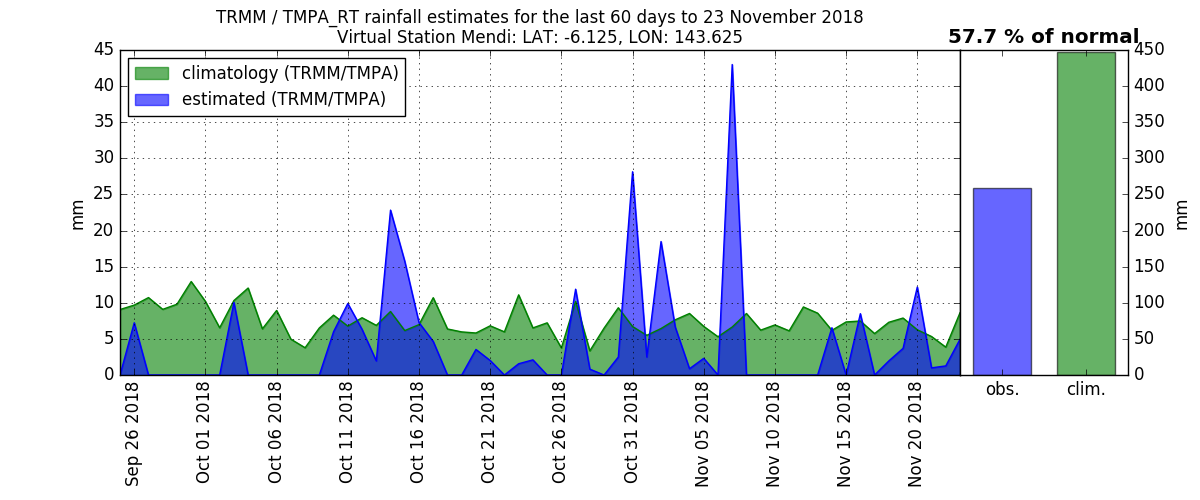 TRMM / TMPA_RT rainfall estimates for the last 60 days to 23 November 2018
Virtual Station Mendi: LAT: -6.125, LON: 143.625
57.7 % of normal
climatology (TRMM/TMPA)
estimated (TRMM/TMPA)
45
40
35
30
25
20
15
10
5
0
mm
Sep 26 2018
Oct 01 2018
Oct 06 2018
Oct 11 2018
Oct 16 2018
Oct 21 2018
Oct 26 2018
Oct 31 2018
Nov 05 2018
Nov 10 2018
Nov 15 2018
Nov 20 2018
obs.
clim.
450
400
350
300
250
200
150
100
50
0
mm